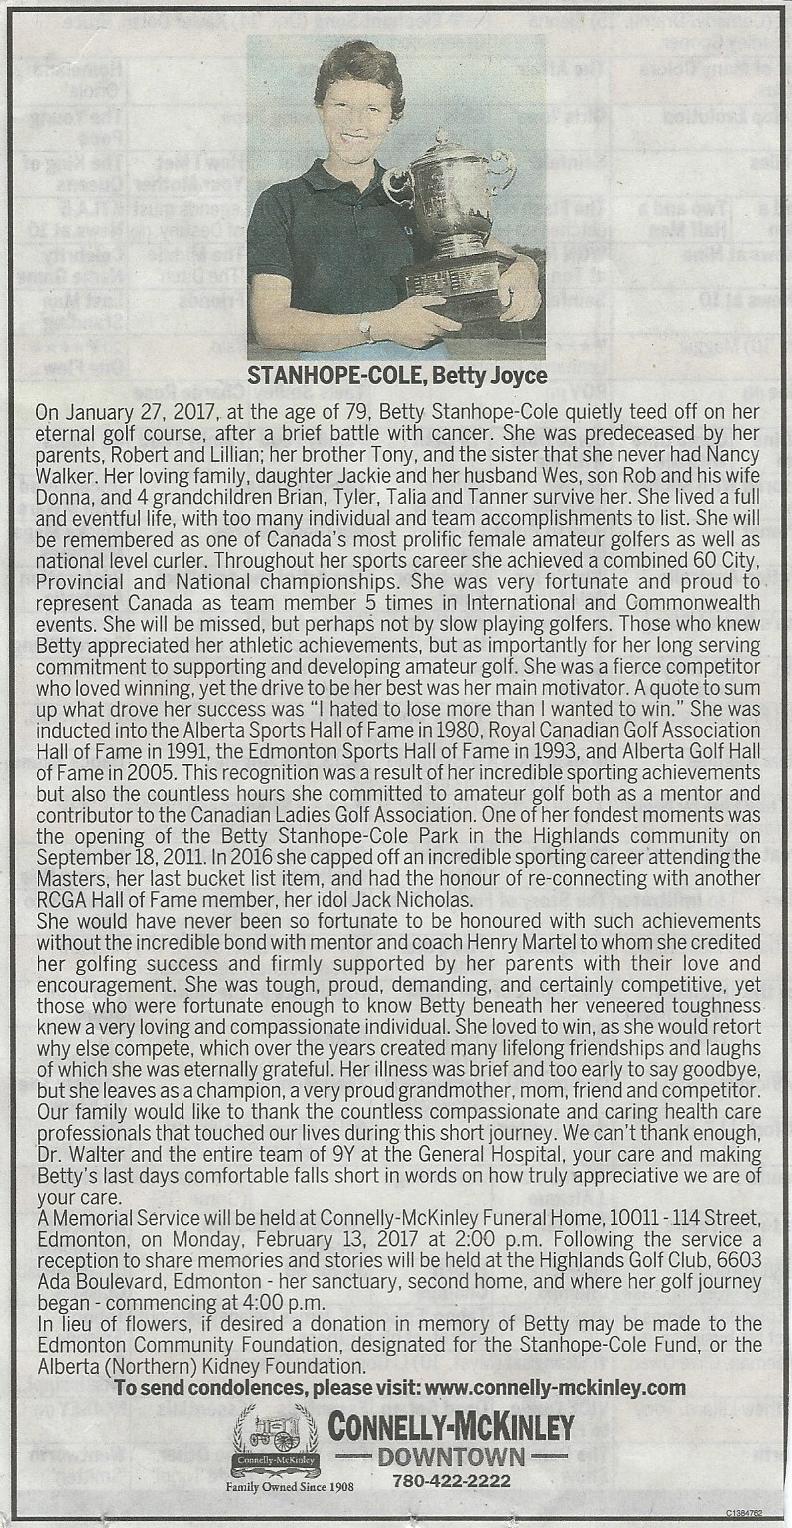 STANHOPE-COLE, Betty Joyce
On January 27, 2017, at the age of 79, Betty Stanhope-Cole quietly teed off on her
eternal golf course, after a brief battle with cancer. She was predeceased by her
parents, Robert and Lillian; her brother Tony, and the sister that she never had Nancy
Walker. Her loving family, daughter Jackie and her husband Wes, son Rob and his wife
Donna, and 4 grandchildren Brian, Tyler, Talia and Tanner survive her. She lived a full
and eventful life, with too many individual and team accomplishments to list. She will
be remembered as one of Canada's most prolific female amateur golfers as well as
national level curler. Throughout her sports career she achieved a combined 60 City,
Provincial and National championships. She was very fortunate and proud to
represent Canada as team member 5 times in International and Commonwealth
events. She will be missed, but perhaps not by slow playing golfers. Those who knew
Betty appreciated her athletic achievements, but as importantly for her long serving
commitment to supporting and developing amateur golf. She was a fierce competitor
who loved winning, yet the drive to be her best was her main motivator. A quote to sum
up what drove her success was “I hated to lose more than I wanted to win.” She was
inducted into the Alberta Sports Hall of Fame in 1980, Royal Canadian Golf Association
Hall of Fame in 1991, the Edmonton Sports Hall of Fame in 1993, and Alberta Golf Hall
of Fame in 2005. This recognition was a result of her incredible sporting achievements
but also the countless hours she committed to amateur golf both as a mentor and
contributor to the Canadian Ladies Golf Association. One of her fondest moments was
the opening of the Betty Stanhope-Cole Park in the Highlands community on
September 18, 2011. In 2016 she capped off an incredible sporting career attending the
Masters, her last bucket list item, and had the honour of re-connecting with another
RCGA Hall of Fame member, her idol Jack Nicholas.
She would have never been so fortunate to be honoured with such achievements
without the incredible bond with mentor and coach Henry Martel to whom she credited
her golfing success and firmly supported by her parents with their love and
encouragement. She was tough, proud, demanding, and certainly competitive, yet
those who were fortunate enough to know Betty beneath her veneered toughness
knew a very loving and compassionate individual. She loved to win, as she would retort
why else compete, which over the years created many lifelong friendships and laughs
of which she was eternally grateful. Her illness was brief and too early to say goodbye,
but she leaves as a champion, a very proud grandmother, mom, friend and competitor.
Our family would like to thank the countless compassionate and caring health care
professionals that touched our lives during this short journey. We can't thank enough,
Dr. Walter and the entire team of 9Y at the General Hospital, your care and making
Betty's last days comfortable falls short in words on how truly appreciative we are of
your care.
A Memorial Service will be held at Connelly-McKinley Funeral Home, 10011 - 114 Street,
Edmonton, on Monday, February 13, 2017 at 2:00 p.m. Following the service a
reception to share memories and stories will be held at the Highlands Golf Club, 6603
Ada Boulevard, Edmonton - her sanctuary, second home, and where her golf journey
began - commencing at 4:00 p.m.
In lieu of flowers, if desired a donation in memory of Betty may be made to the
Edmonton Community Foundation, designated for the Stanhope-Cole Fund, or the
Alberta (Northern) Kidney Foundation.
To send condolences, please visit: www.connelly-mckinley.com
Connelly-McKinley
Family Owned Since 1908
CONNELLY-MCKINLEY
DOWNTOWN
780-422-2222
C1384762